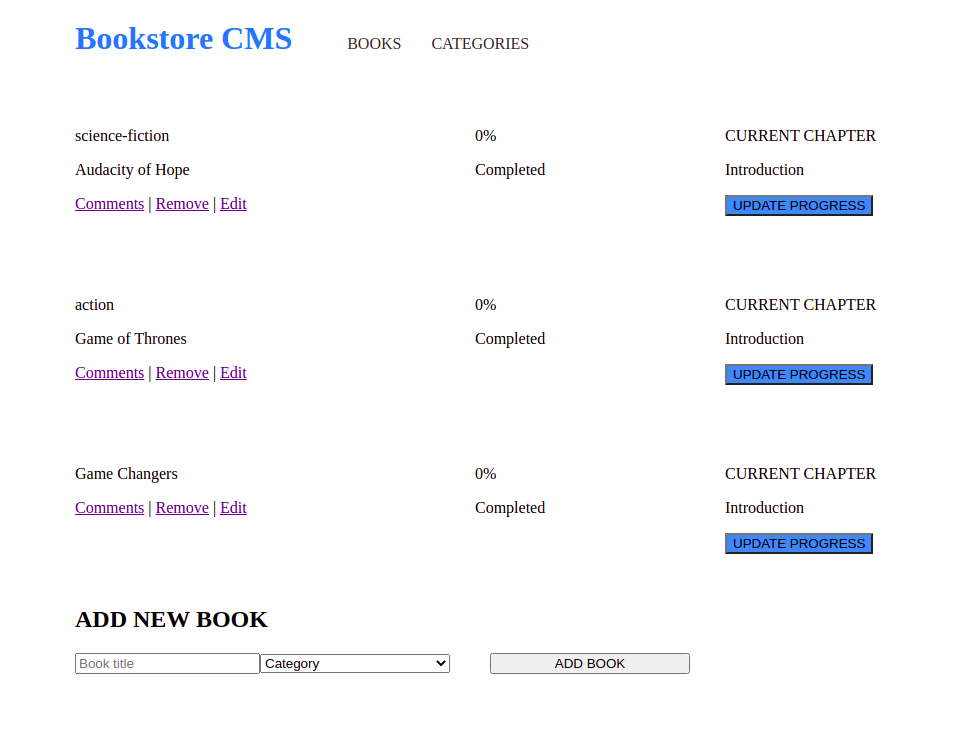 Bookstore CMS BOOKS CATEGORIES
science-fiction 0% CURRENT CHAPTER
Audacity of Hope Completed Introduction
Comments | Remove | Edit UPDATE PROGRESS
action 0% CURRENT CHAPTER
Game of Thrones Completed Introduction
Comments | Remove | Edit UPDATE PROGRESS
Game Changers 0% CURRENT CHAPTER
Comments | Remove | Edit Completed Introduction
UPDATE PROGRESS
ADD NEW BOOK
Book title Category ADD BOOK